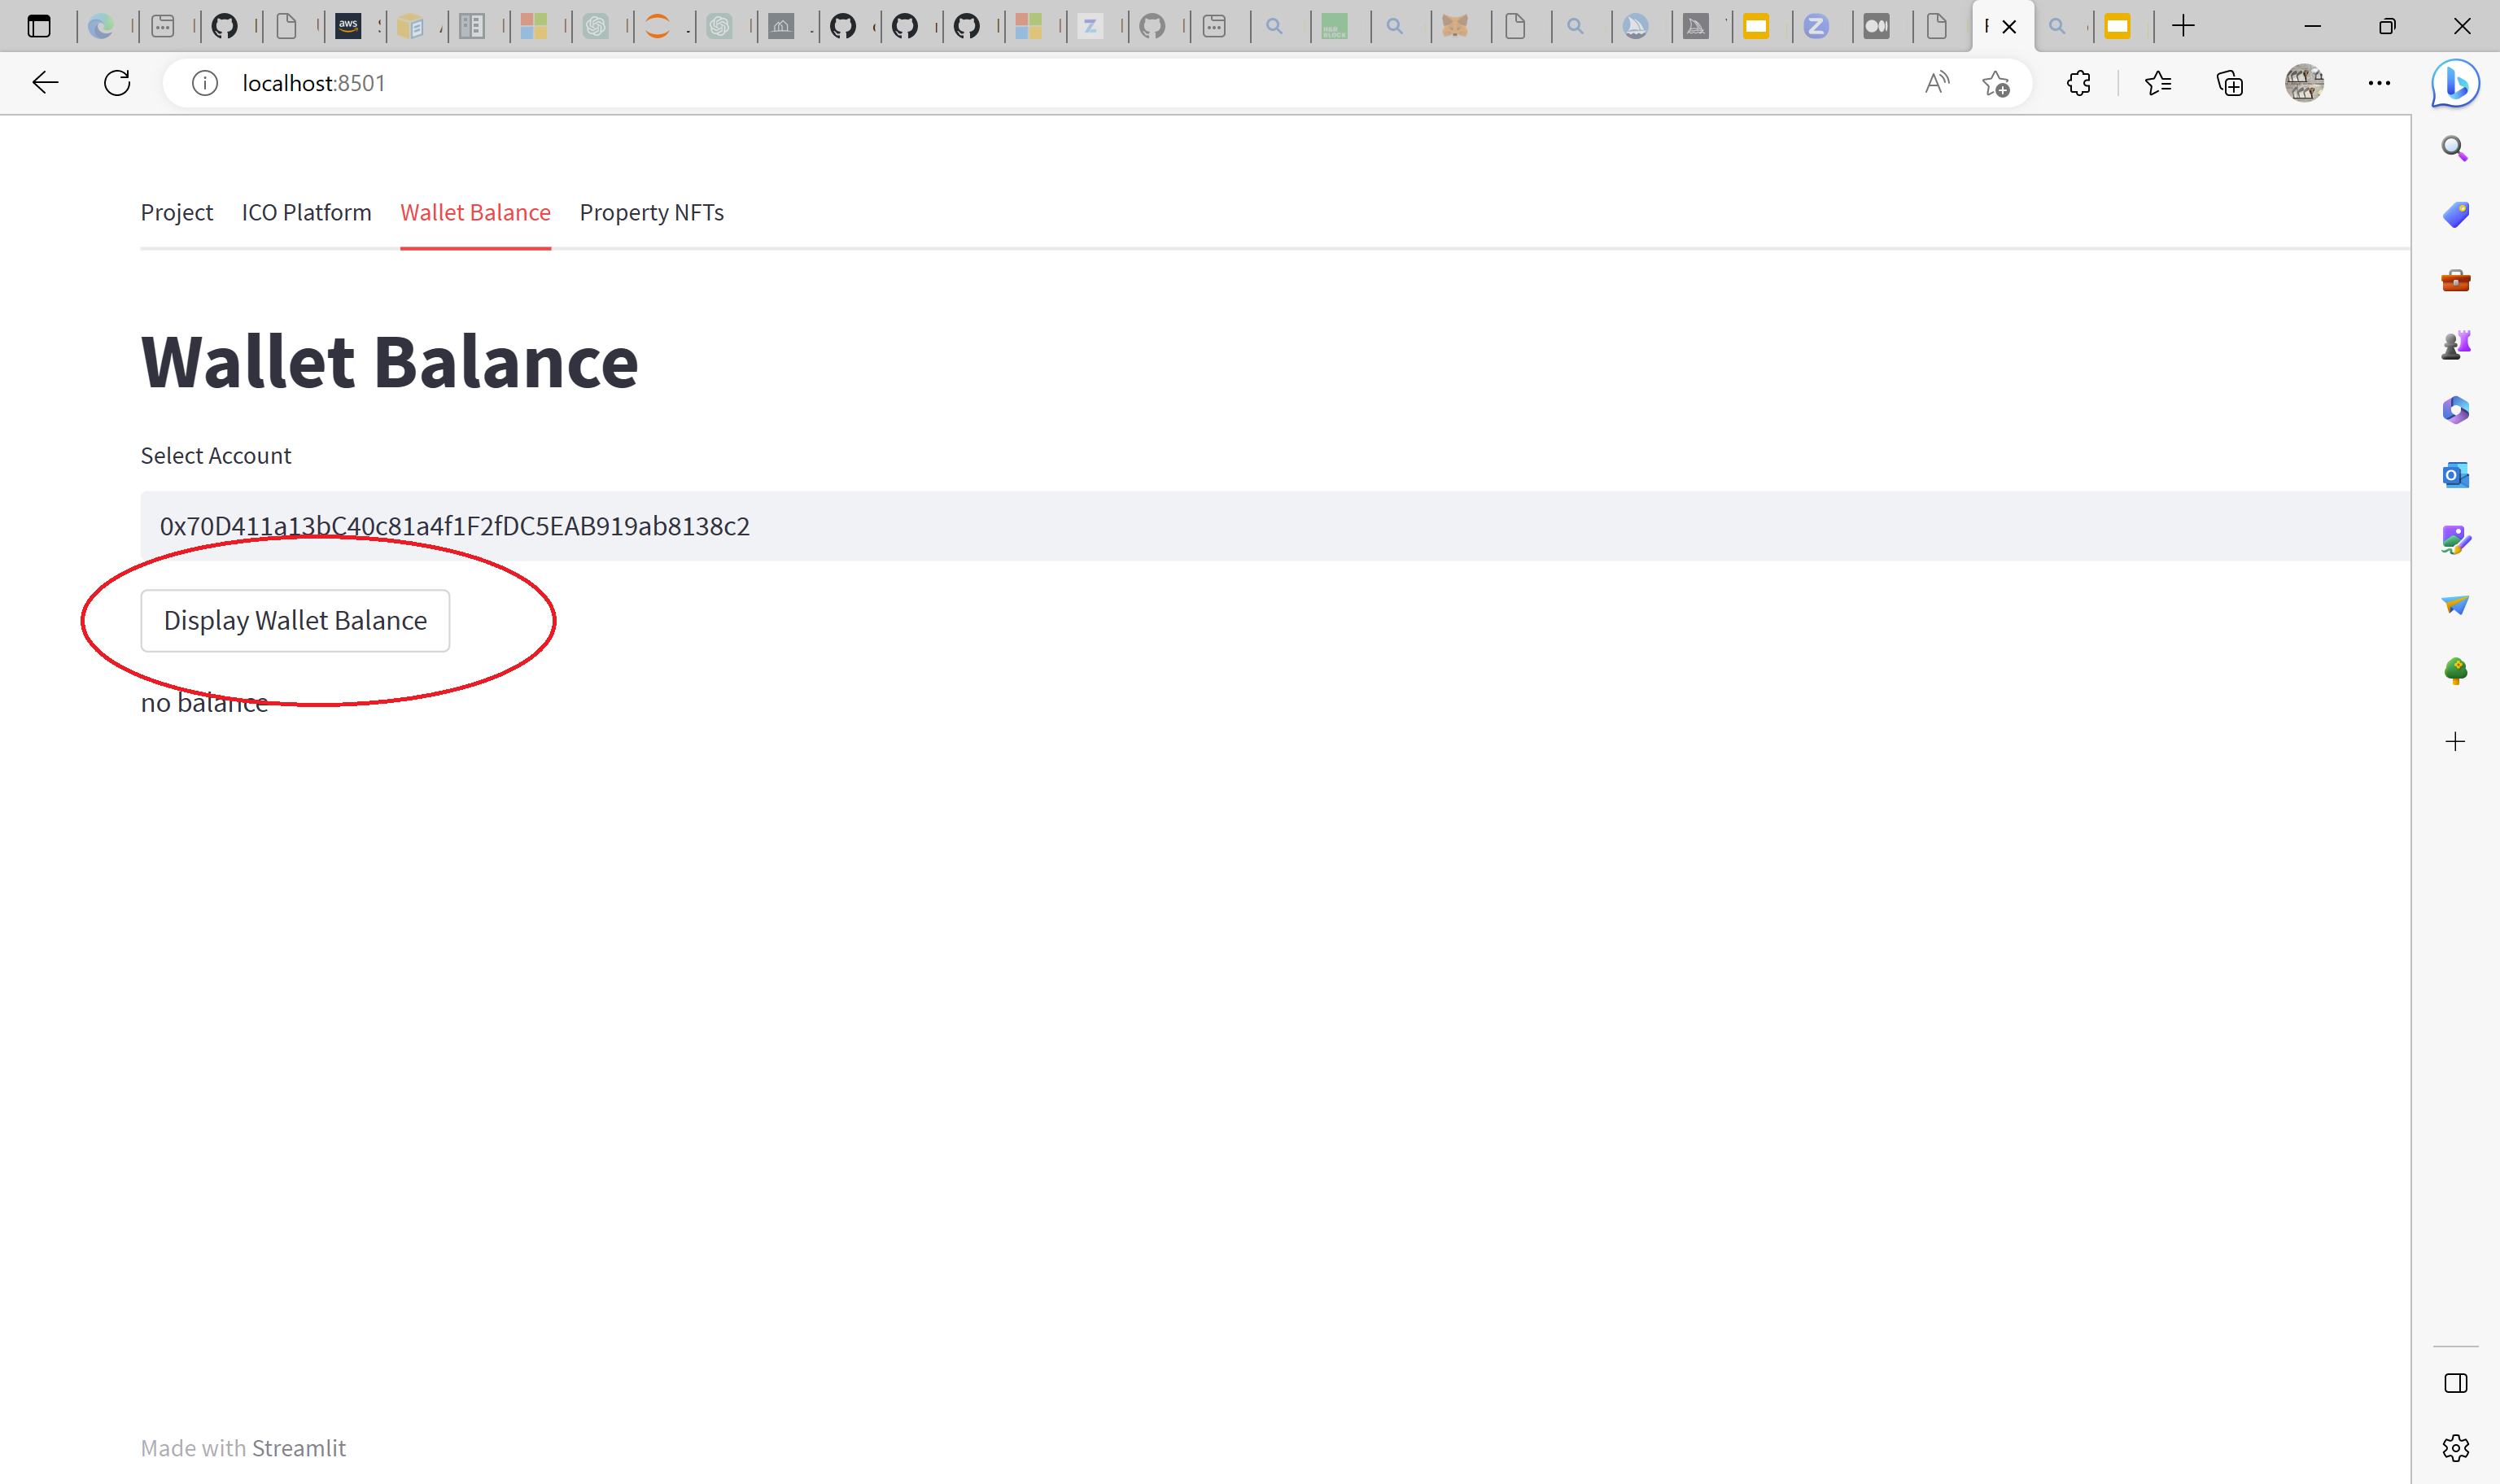 aws
localhost:8501
Project ICO Platform Wallet Balance Property NFTs
Wallet Balance
Select Account
0x70D411a13bC40c81a4f1F2fDC5EAB919ab8138c2
Display Wallet Balance
no balance
Made with Streamlit